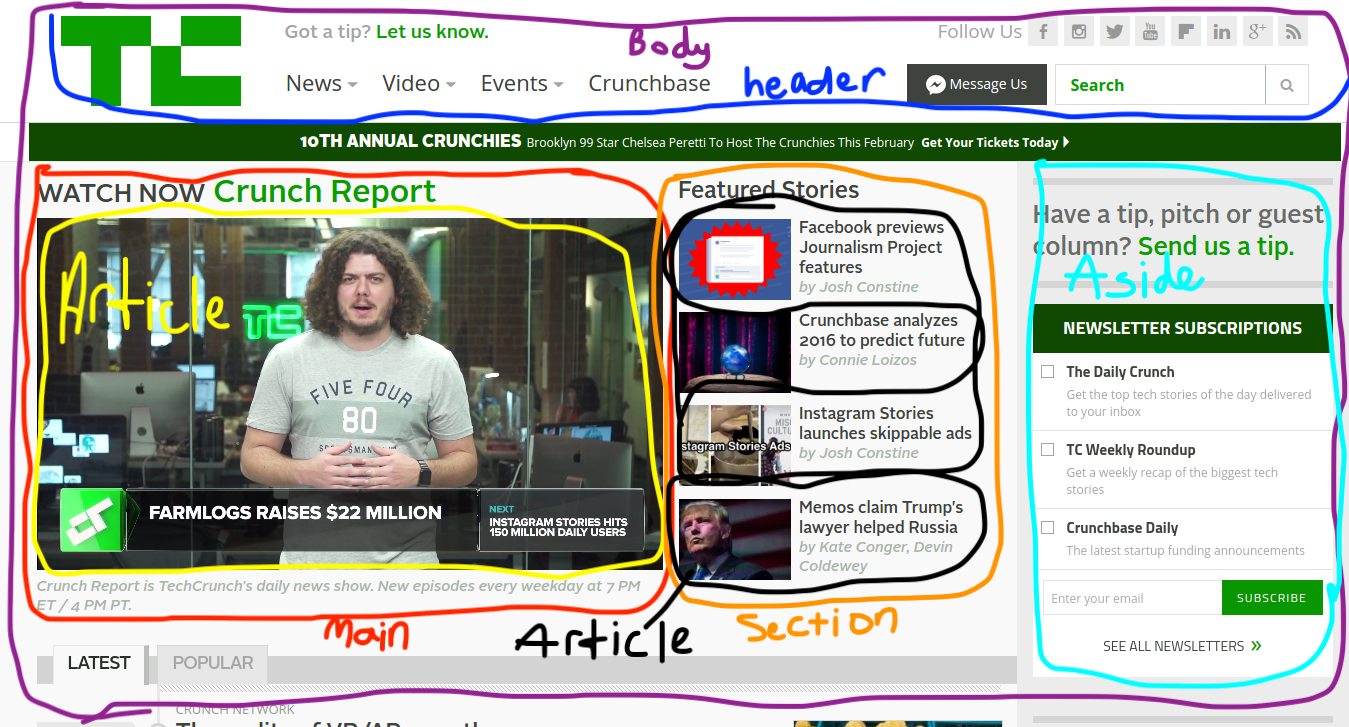 TC
Got a tip? Let us know.
Body
Follow Us
f You Tube in g+
News Video Events Crunchbase
header
Message Us
Search
10TH ANNUAL CRUNCHIES Brooklyn 99 Star Chelsea Peretti To Host The Crunchies This February Get Your Tickets Today
WATCH NOW Crunch Report
Article
TC
FIVE FOUR
80
FARMLOGS RAISES $22 MILLION
NEXT
INSTAGRAM STORIES HITS
150 MILLION DAILY USERS
Crunch Report is TechCrunch's daily news show. New episodes every weekday at 7 PM
ET / 4 PM PT.
Main
Featured Stories
Facebook previews
Journalism Project
features
by Josh Constine
Crunchbase analyzes
2016 to predict future
by Connie Loizos
Instagram Stories
launches skippable ads
by Josh Constine
stagram Stories Ads
Memos claim Trump's
lawyer helped Russia
by Kate Conger, Devin
Coldewey
Article
Section
Have a tip, pitch or guest
column? Send us a tip.
Aside
NEWSLETTER SUBSCRIPTIONS
The Daily Crunch
Get the top tech stories of the day delivered
to your inbox
TC Weekly Roundup
Get a weekly recap of the biggest tech
stories
Crunchbase Daily
The latest startup funding announcements
Enter your email
SUBSCRIBE
SEE ALL NEWSLETTERS »
LATEST
POPULAR
CRUNCH NETWORK